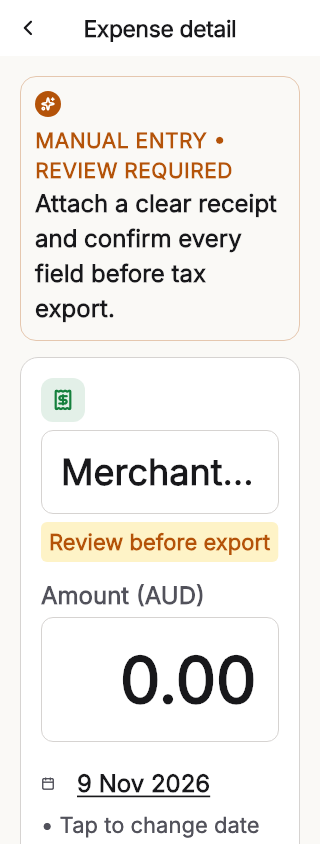 Expense detail
MANUAL ENTRY •
REVIEW REQUIRED
Attach a clear receipt
and confirm every
field before tax
export.
Merchant...
Review before export
Amount (AUD)
0.00
9 Nov 2026
• Tap to change date